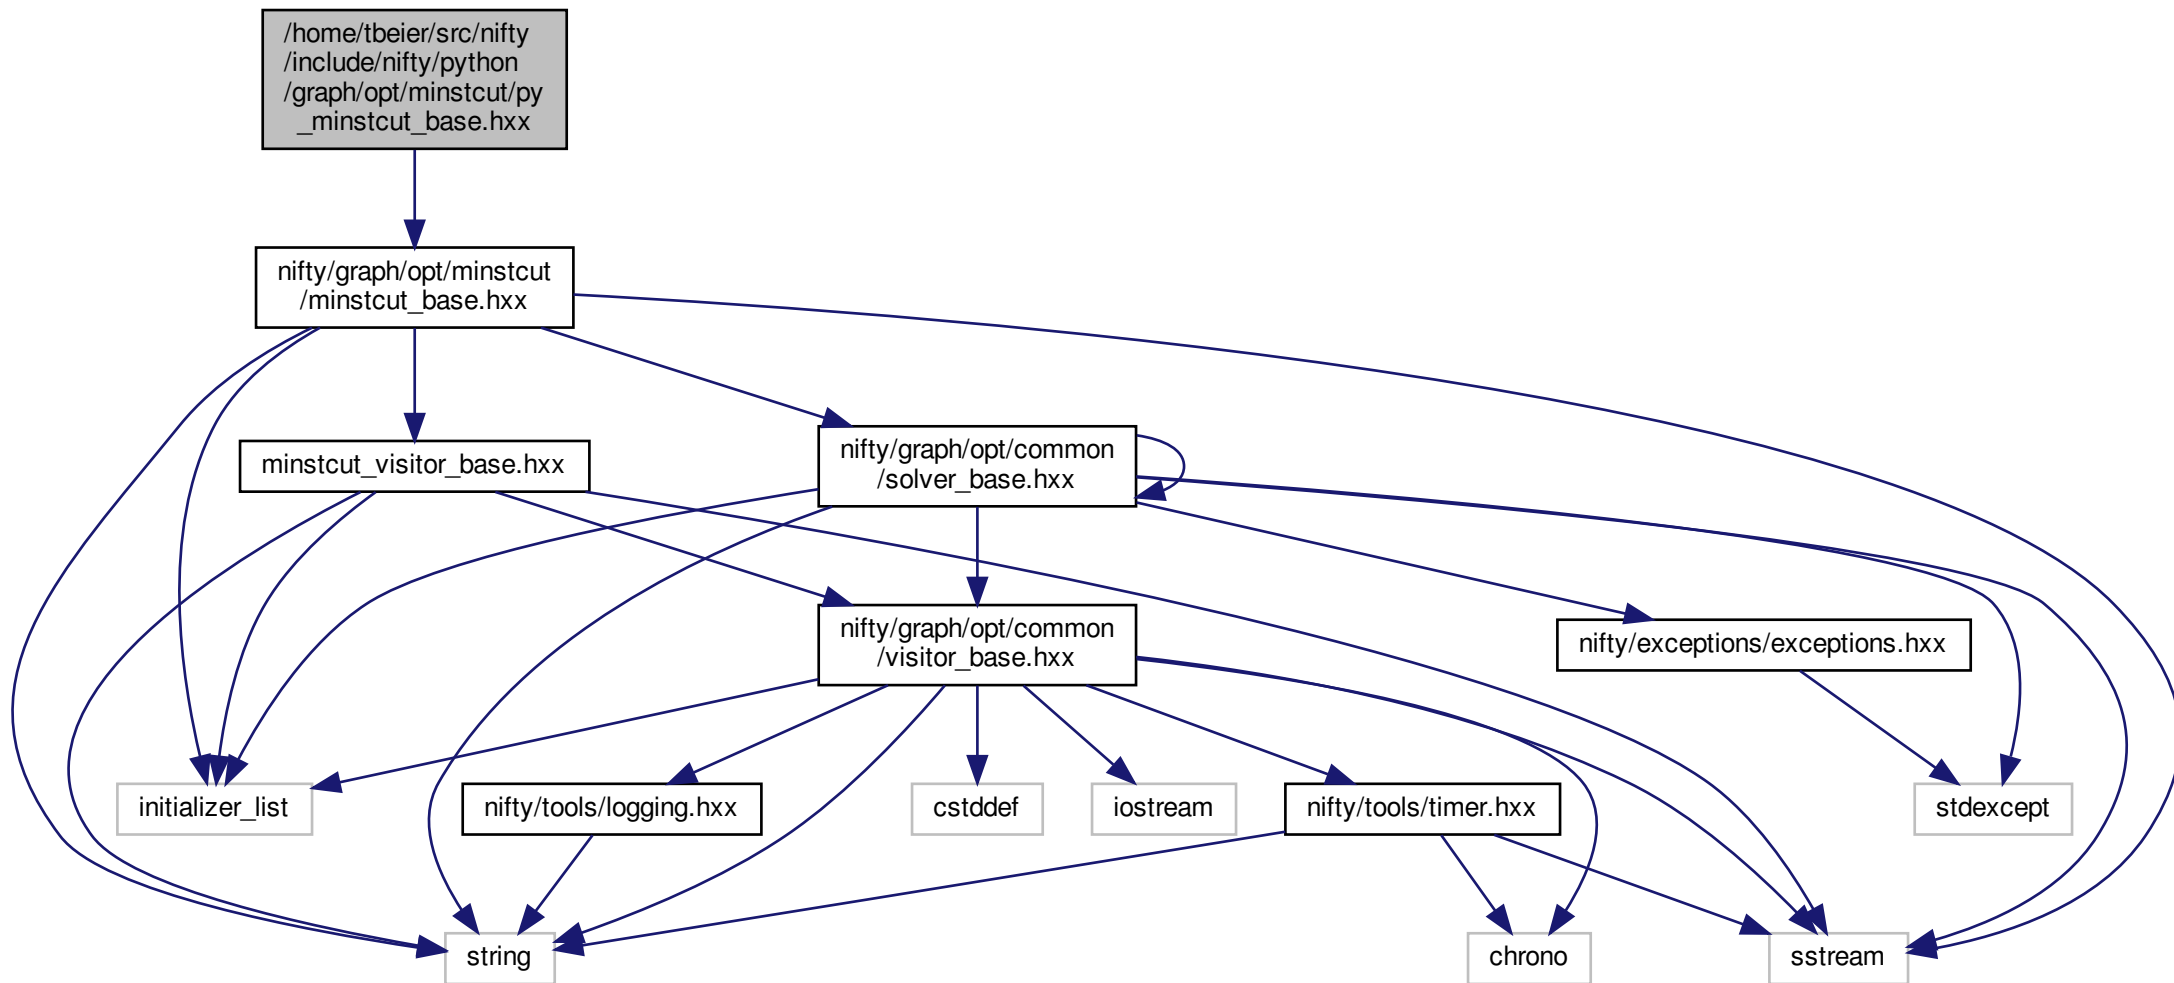 /home/tbeier/src/nifty
/include/nifty/python
/graph/opt/minstcut/py
_minstcut_base.hxx
nifty/graph/opt/minstcut
/minstcut_base.hxx
minstcut_visitor_base.hxx
nifty/graph/opt/common
/solver_base.hxx
nifty/graph/opt/common
/visitor_base.hxx
nifty/exceptions/exceptions.hxx
initializer_list
nifty/tools/logging.hxx
cstddef
iostream
nifty/tools/timer.hxx
stdexcept
string
chrono
sstream